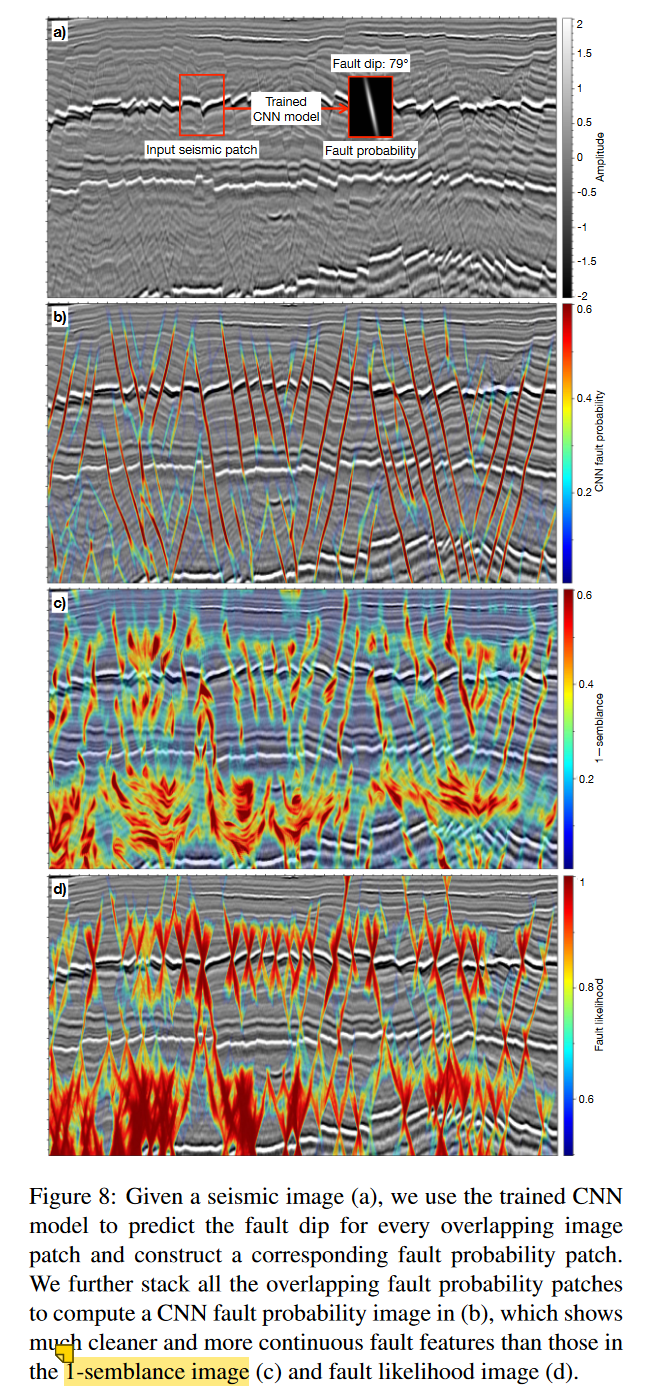 a)
2
1.5
1
0.5
0
-0.5
-1
-1.5
-2
Amplitude
Fault dip: 79°
Trained
CNN model
Input seismic patch
Fault probability
b)
0.6
0.4
0.2
CNN fault probability
c)
0.6
0.4
0.2
1−semblance
d)
1
0.8
0.6
Fault likelihood
Figure 8: Given a seismic image (a), we use the trained CNN
model to predict the fault dip for every overlapping image
patch and construct a corresponding fault probability patch.
We further stack all the overlapping fault probability patches
to compute a CNN fault probability image in (b), which shows
much cleaner and more continuous fault features than those in
the 1-semblance image (c) and fault likelihood image (d).